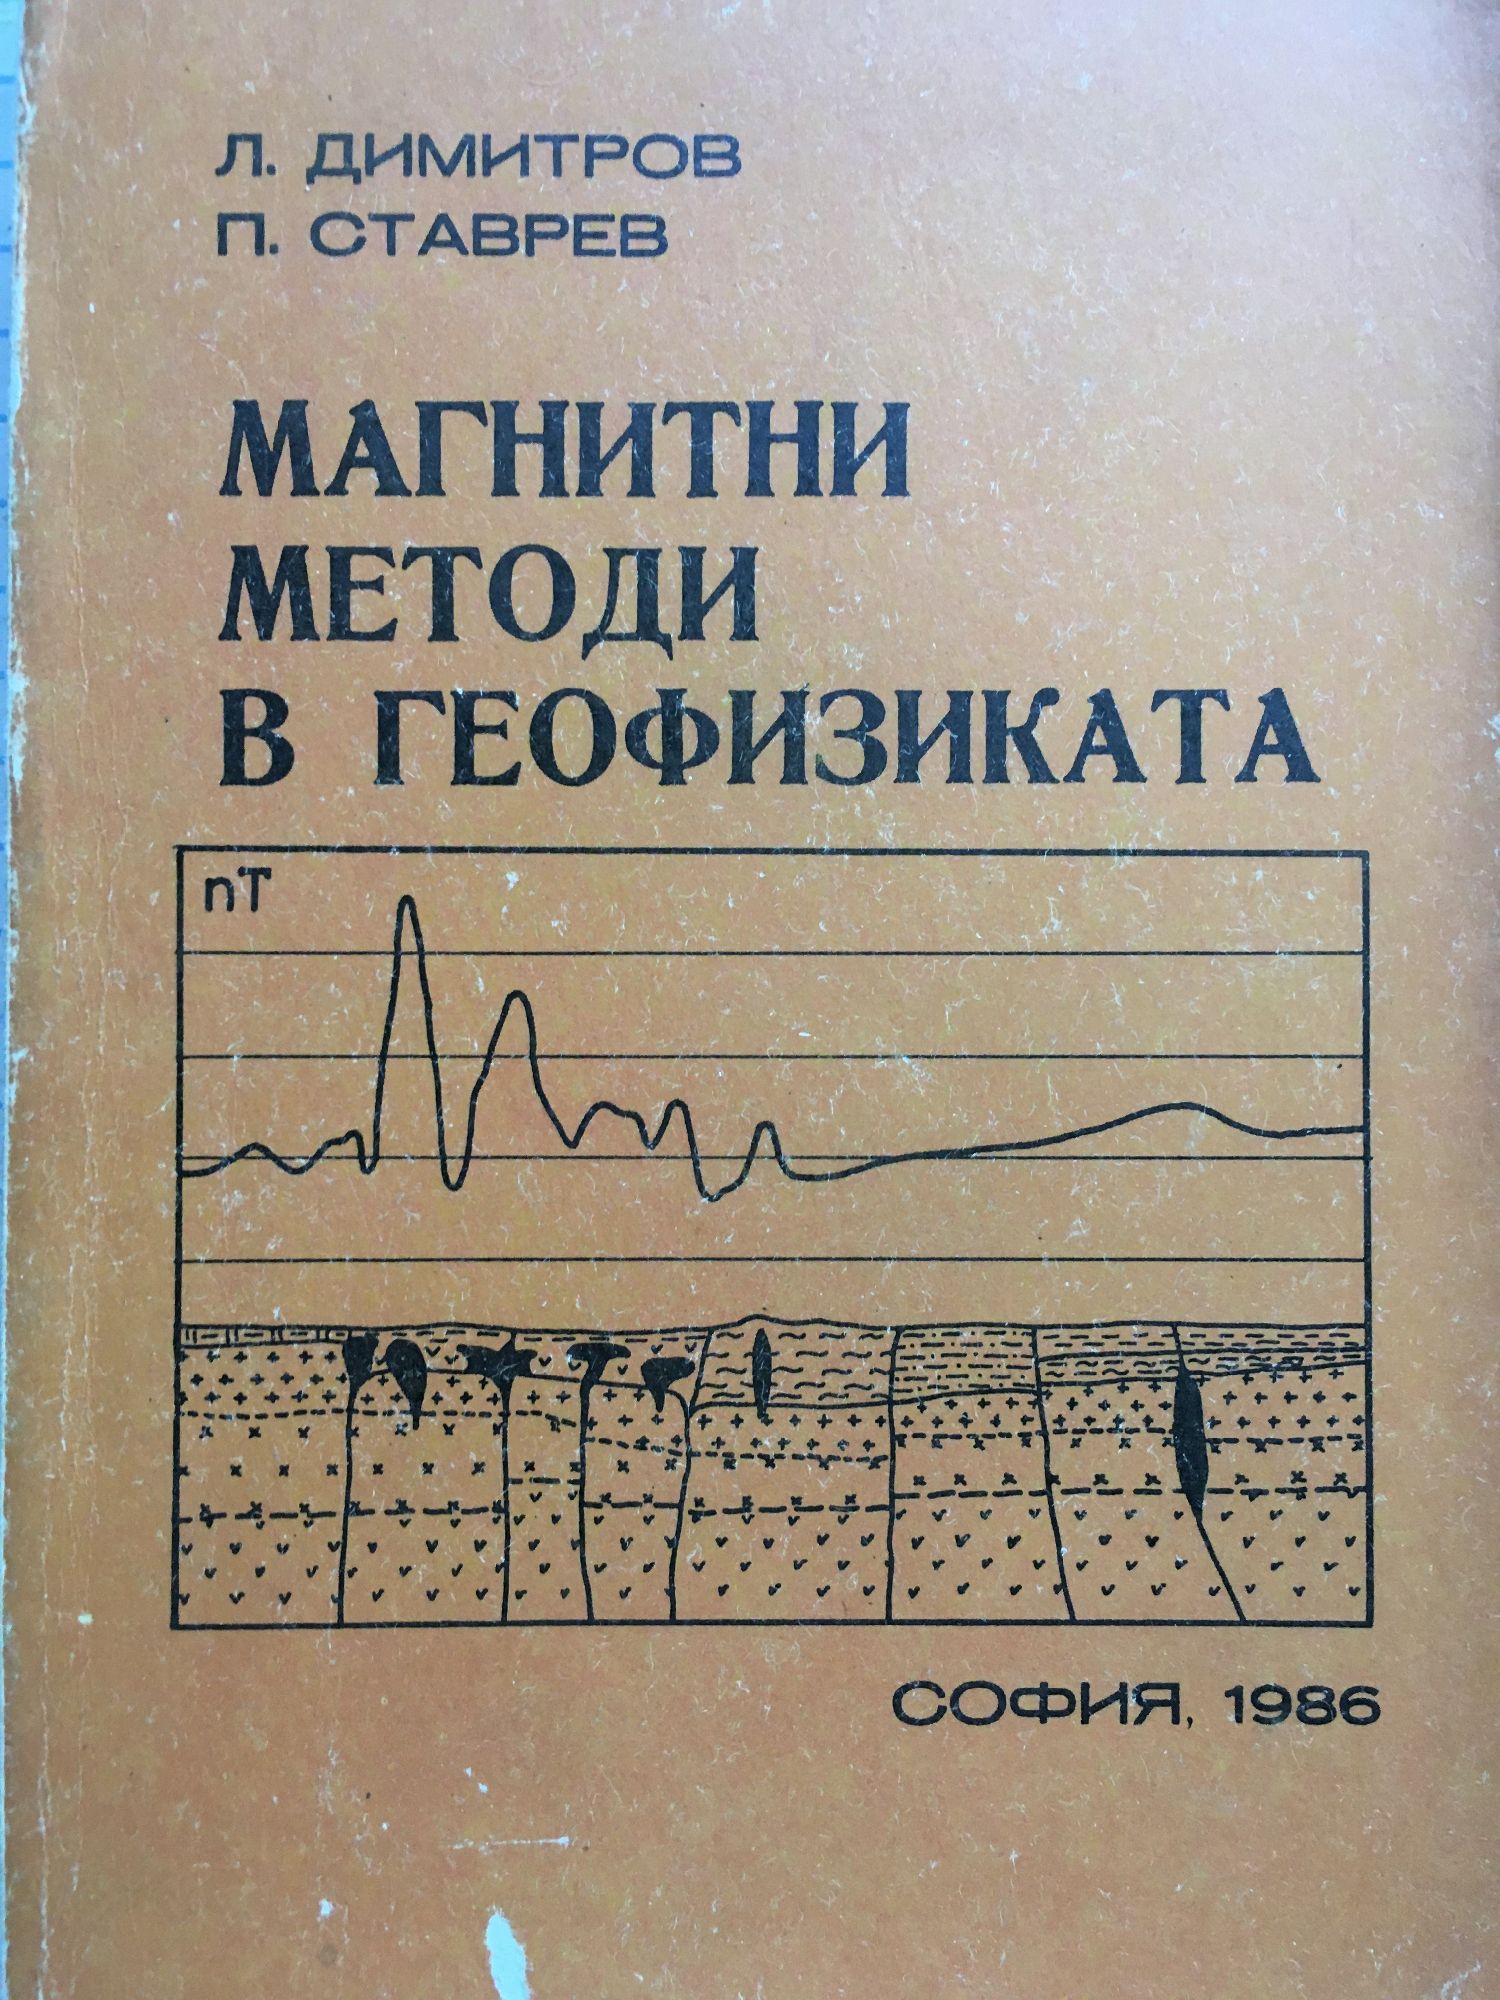 Л. ДИМИТРОВ
П. СТАВРЕВ
МАГНИТНИ
МЕТОДИ
В ГЕОФИЗИКАТА
nT
СОФИЯ, 1986